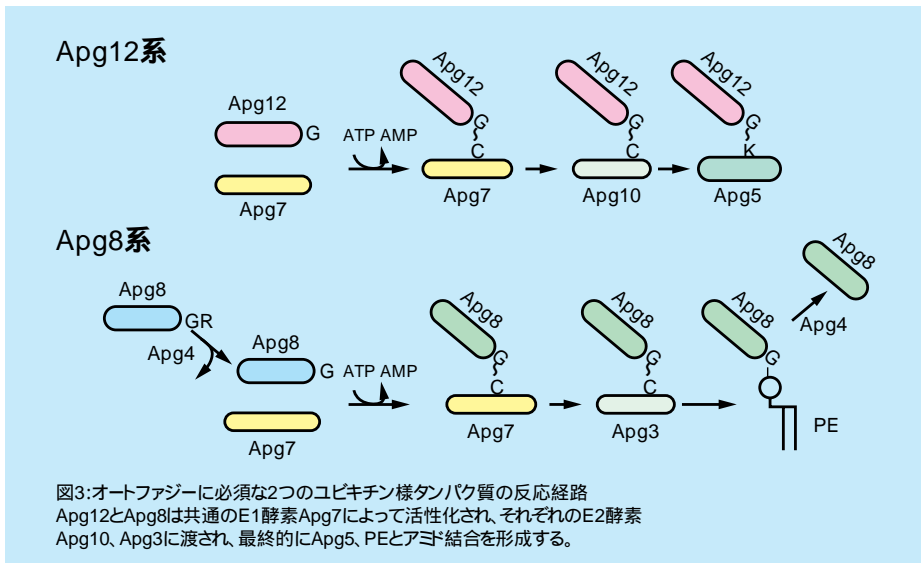 Apg12系
Apg12
G
Apg7
ATP AMP
Apg12
G
C
Apg7
Apg12
G
C
Apg10
Apg12
G
K
Apg5
Apg8系
Apg8
GR
Apg4
Apg8
G
Apg7
ATP AMP
Apg8
G
C
Apg7
Apg8
G
C
Apg3
Apg8
G
PE
Apg4
Apg8
図3:オートファジーに必須な2つのユビキチン様タンパク質の反応経路
Apg12とApg8は共通のE1酵素Apg7によって活性化され、それぞれのE2酵素
Apg10、Apg3に渡され、最終的にApg5、PEとアミド結合を形成する。